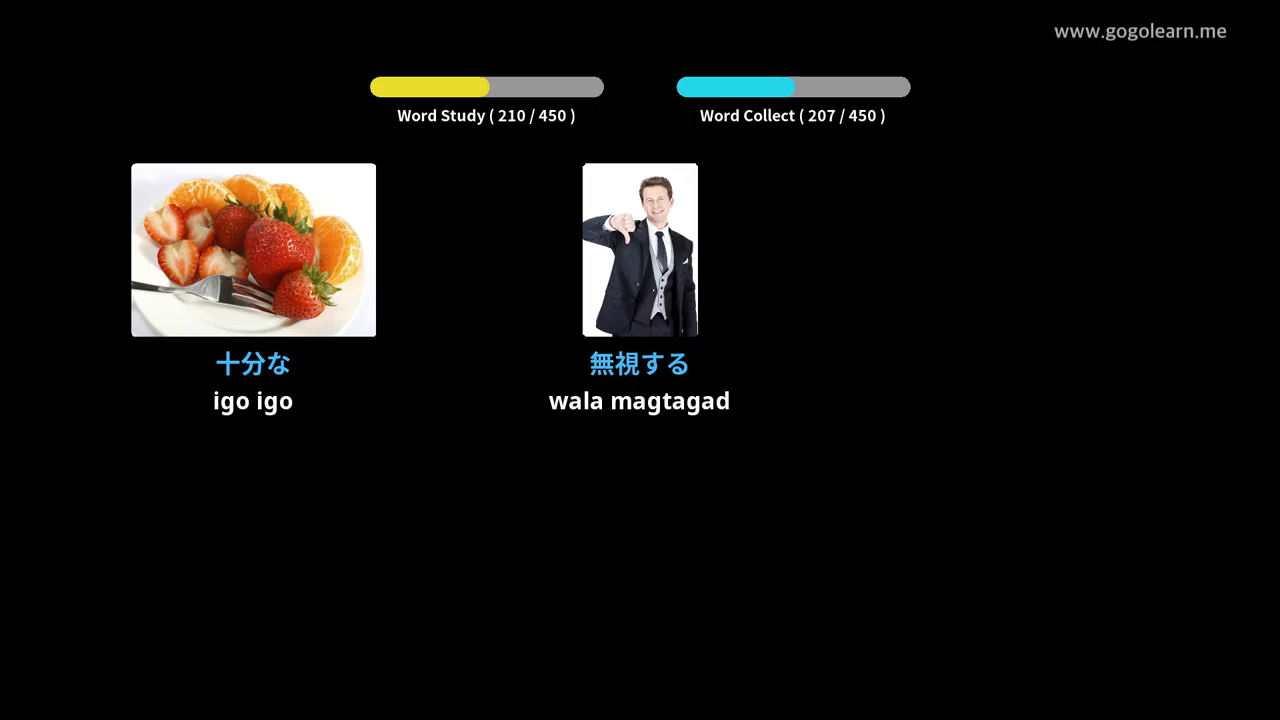 www.gogolearn.me
Word Study ( 210 / 450 )
Word Collect ( 207 / 450 )
十分な
igo igo
無視する
wala magtagad